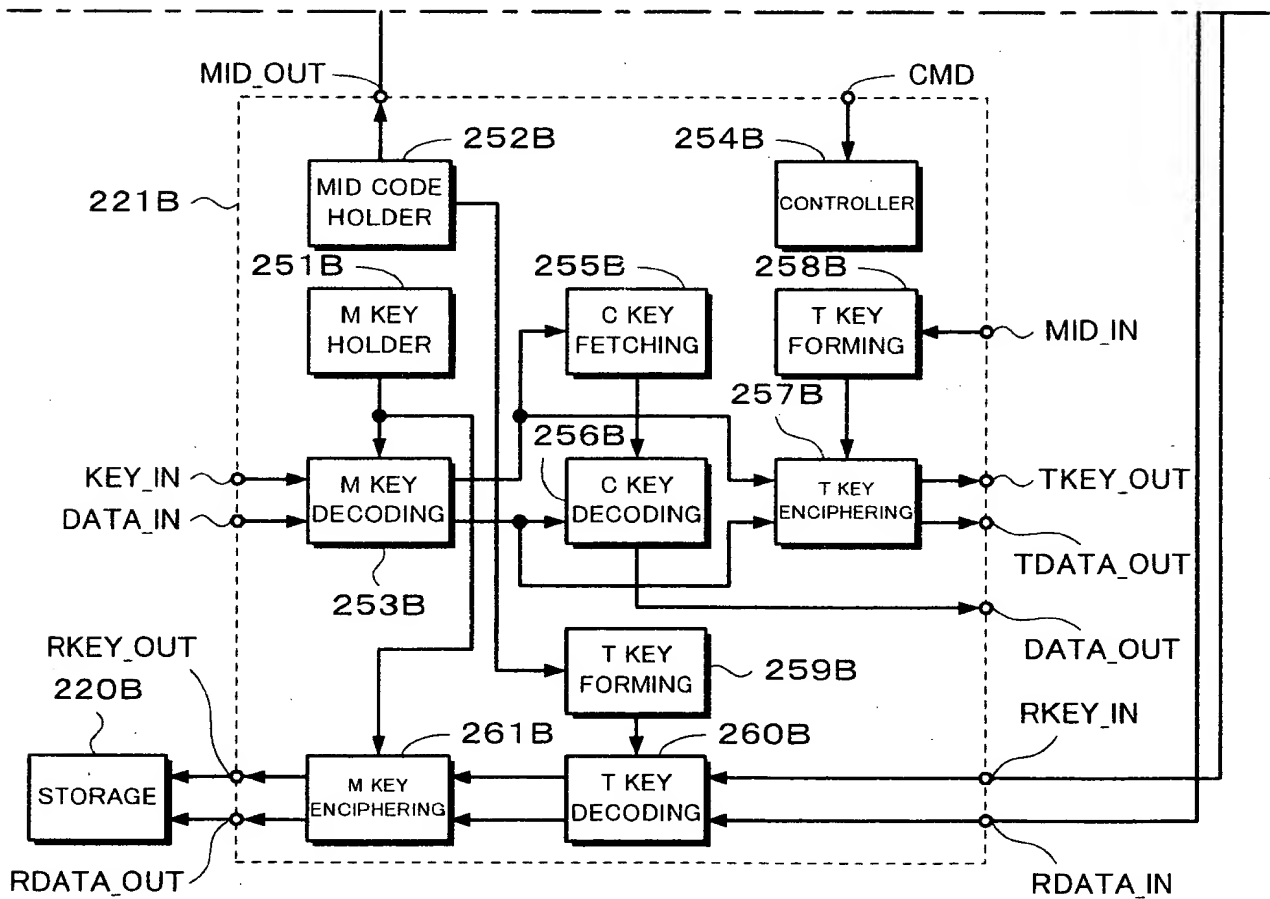 MID_OUT
CMD
252B
254B
221B
MID CODE
HOLDER
CONTROLLER
251B
255B
258B
M KEY
HOLDER
C KEY
FETCHING
T KEY
FORMING
MID_IN
257B
256B
KEY_IN
DATA_IN
M KEY
DECODING
C KEY
DECODING
T KEY
ENCIPHERING
TKEY_OUT
TDATA_OUT
253B
DATA_OUT
RKEY_OUT
220B
T KEY
FORMING
259B
RKEY_IN
261B
260B
STORAGE
M KEY
ENCIPHERING
T KEY
DECODING
RDATA_OUT
RDATA_IN